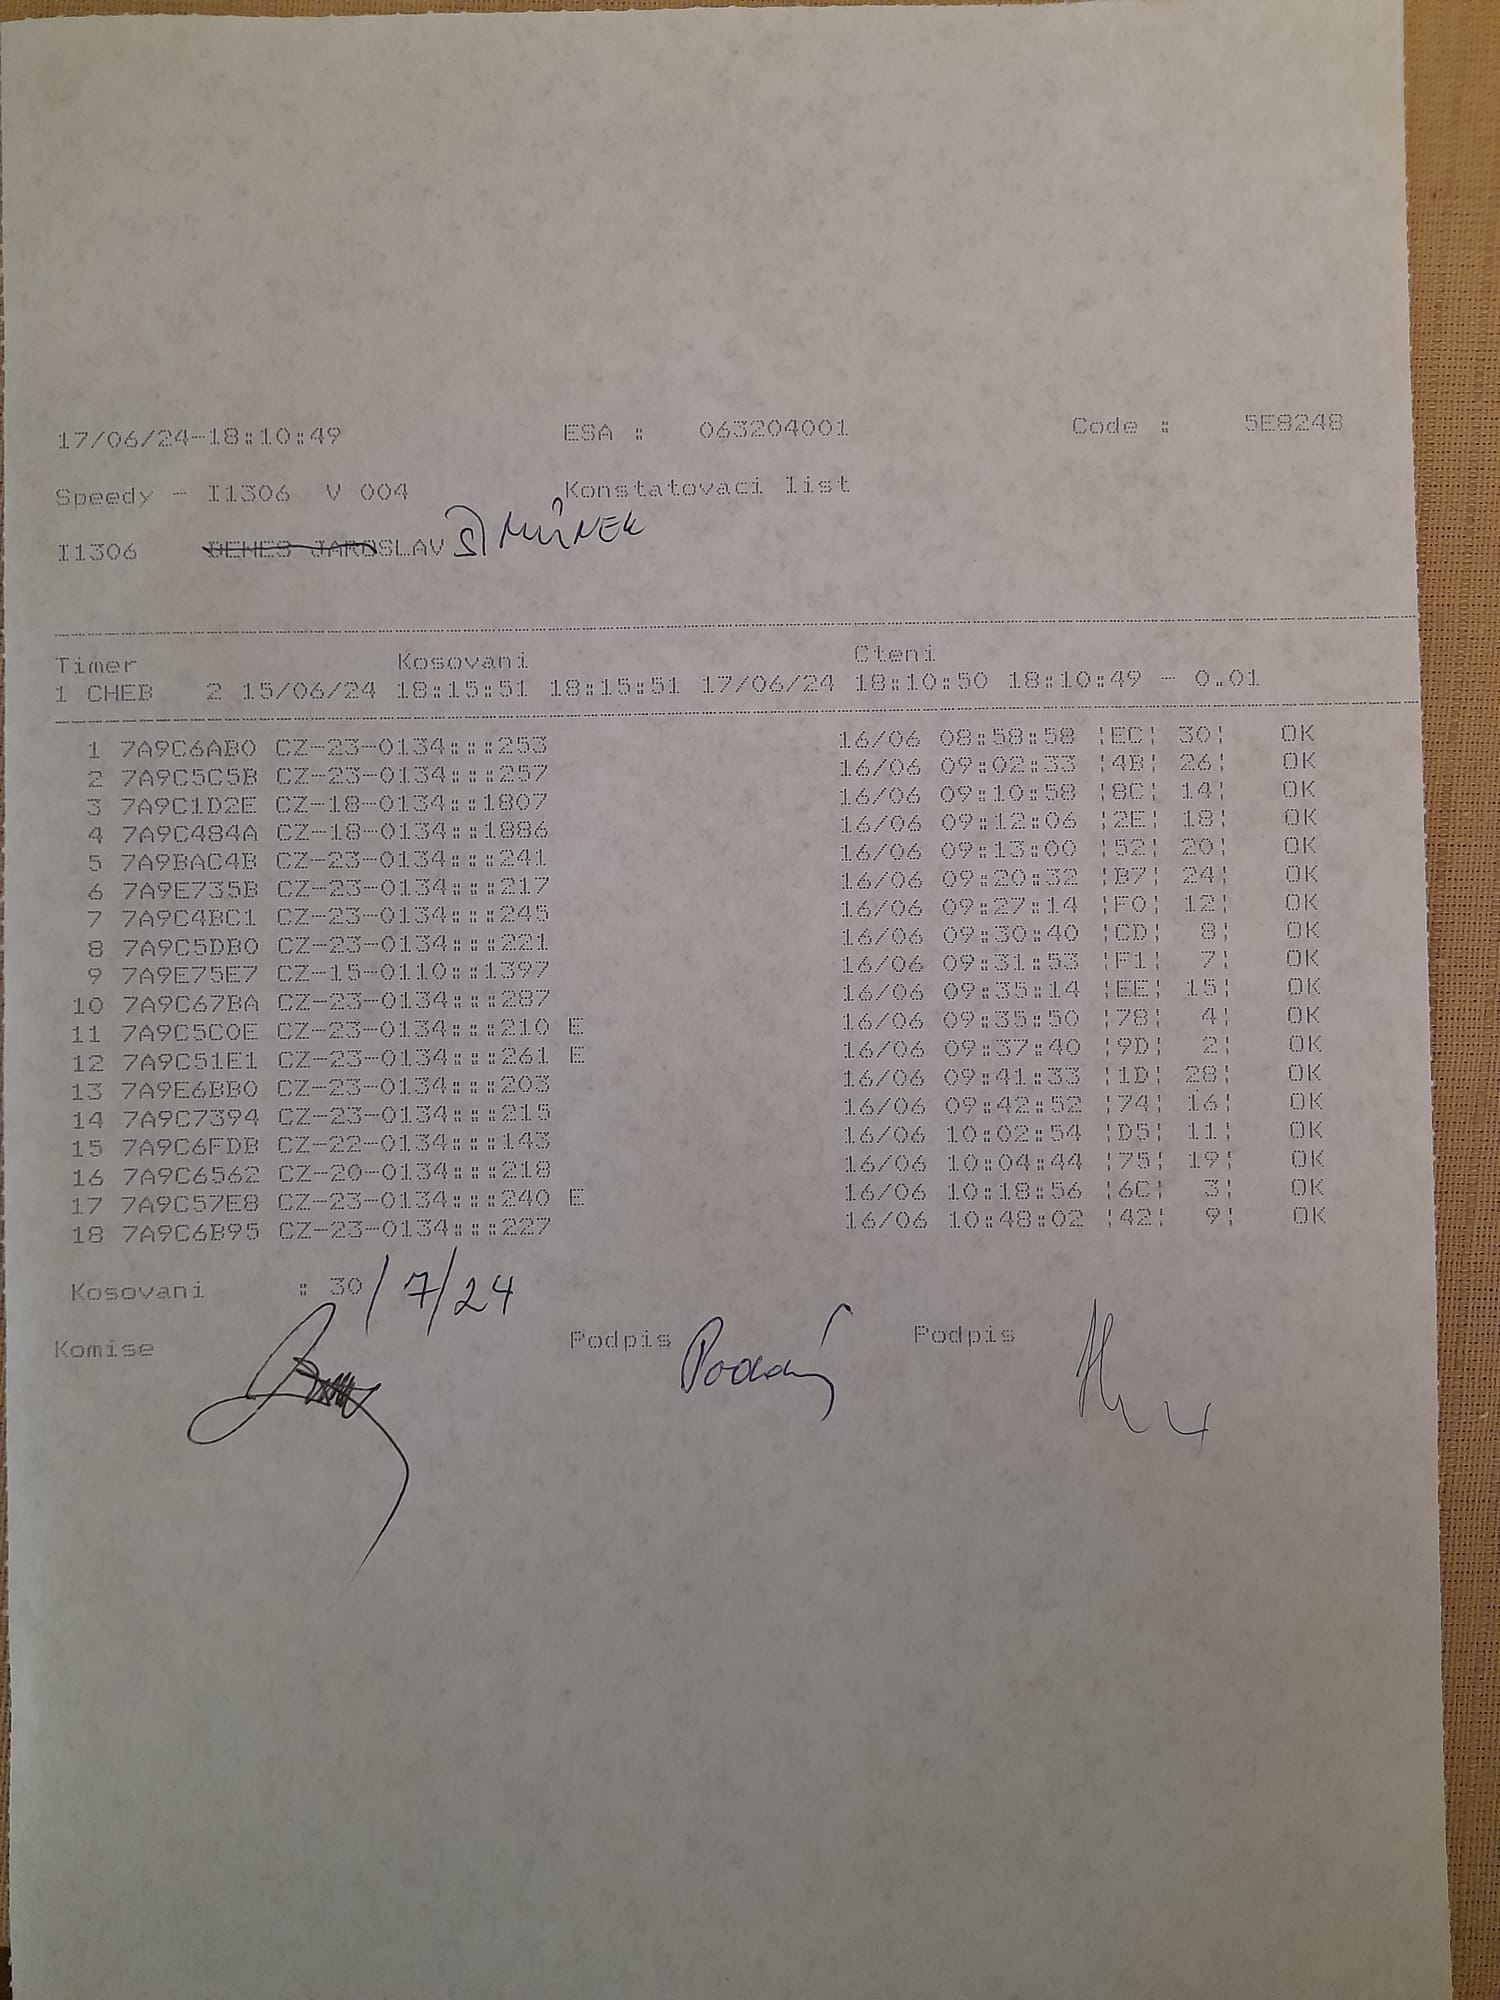 17/06/24-18:10:49 ESA : 063204001 Code : 5E8248
Speedy - I1306 V 004 Konstatovaci list
I1306 JAROSLAV
Timer Kosovani Cteni
1 CHEB 2 15/06/24 18:15:51 18:15:51 17/06/24 18:10:50 18:10:49 - 0.01
1 7A9C6AB0 CZ-23-0134:::253 16/06 08:58:58 ¦EC¦ 30¦ OK
2 7A9C5C5B CZ-23-0134:::257 16/06 09:02:33 ¦4B¦ 26¦ OK
3 7A9C1D2E CZ-18-0134::1807 16/06 09:10:58 ¦8C¦ 14¦ OK
4 7A9C484A CZ-18-0134::1886 16/06 09:12:06 ¦2E¦ 18¦ OK
5 7A9BAC4B CZ-23-0134:::241 16/06 09:13:00 ¦52¦ 20¦ OK
6 7A9E735B CZ-23-0134:::217 16/06 09:20:32 ¦B7¦ 24¦ OK
7 7A9C4BC1 CZ-23-0134:::245 16/06 09:27:14 ¦F0¦ 12¦ OK
8 7A9C5DB0 CZ-23-0134:::221 16/06 09:30:40 ¦CD¦ 8¦ OK
9 7A9E75E7 CZ-15-0110::1397 16/06 09:31:53 ¦F1¦ 7¦ OK
10 7A9C67BA CZ-23-0134:::287 16/06 09:35:14 ¦EE¦ 15¦ OK
11 7A9C5C0E CZ-23-0134:::210 E 16/06 09:35:50 ¦78¦ 4¦ OK
12 7A9C51E1 CZ-23-0134:::261 E 16/06 09:37:40 ¦9D¦ 2¦ OK
13 7A9E6BB0 CZ-23-0134:::203 16/06 09:41:33 ¦1D¦ 28¦ OK
14 7A9C7394 CZ-23-0134:::215 16/06 09:42:52 ¦74¦ 16¦ OK
15 7A9C6FDB CZ-22-0134:::143 16/06 10:02:54 ¦D5¦ 11¦ OK
16 7A9C6562 CZ-20-0134:::218 16/06 10:04:44 ¦75¦ 19¦ OK
17 7A9C57E8 CZ-23-0134:::240 E 16/06 10:18:56 ¦6C¦ 3¦ OK
18 7A9C6B95 CZ-23-0134:::227 16/06 10:48:02 ¦42¦ 9¦ OK
Kosovani : 30/7/24
Komise Podpis Podpis